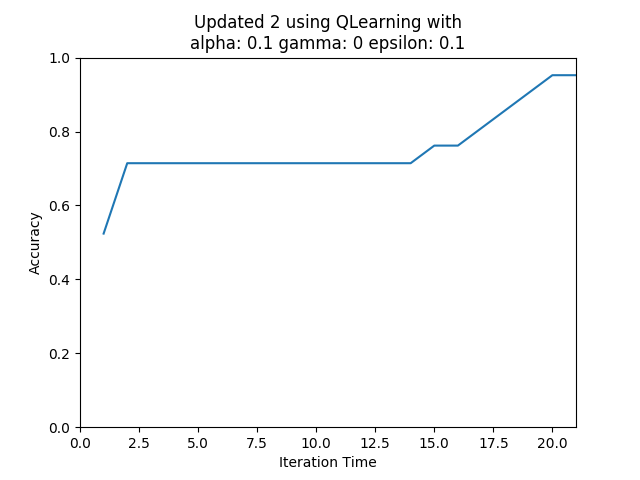 Updated 2 using QLearning with
alpha: 0.1 gamma: 0 epsilon: 0.1
1.0
0.8
0.6
0.4
0.2
0.0
Accuracy
0.0 2.5 5.0 7.5 10.0 12.5 15.0 17.5 20.0
Iteration Time